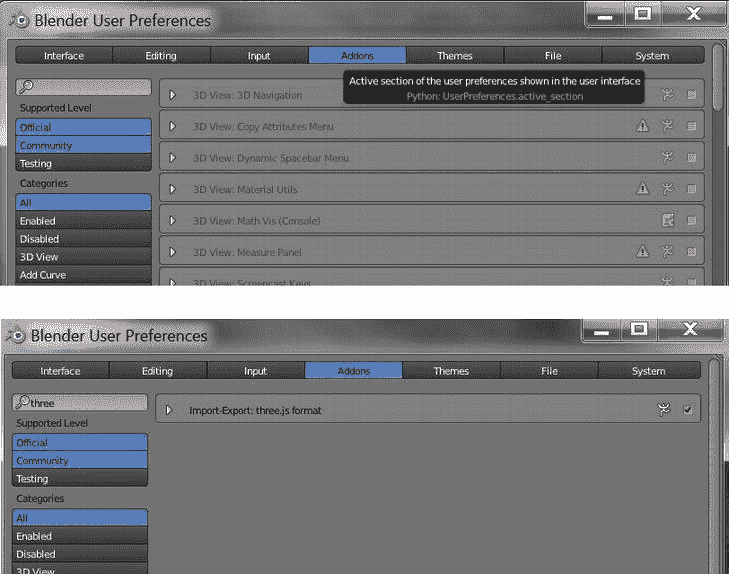 Blender User Preferences
Interface Editing Input Addons Themes File System
Active section of the user preferences shown in the user interface
Python: UserPreferences.active_section
Supported Level
Official
Community
Testing
Categories
All
Enabled
Disabled
3D View
Add Curve
3D View: 3D Navigation
3D View: Copy Attributes Menu
3D View: Dynamic Spacebar Menu
3D View: Material Utils
3D View: Math Vis (Console)
3D View: Measure Panel
3D View: Screencast Keys
Blender User Preferences
Interface Editing Input Addons Themes File System
three
Supported Level
Official
Community
Testing
Categories
All
Enabled
Disabled
3D View
Import-Export: three.js format